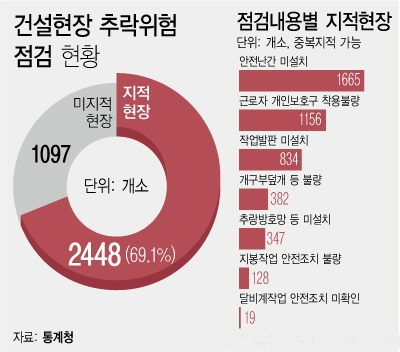 건설현장 추락위험
점검 현황
미지적
현장
지적
현장
1097
단위: 개소
2448 (69.1%)
자료: 통계청
점검내용별 지적현장
단위: 개소, 중복지적 가능
안전난간 미설치
1665
근로자 개인보호구 착용불량
1156
작업발판 미설치
834
개구부덮개 등 불량
382
추랑방호망 등 미설치
347
지붕작업 안전조치 불량
128
달비계작업 안전조치 미확인
19